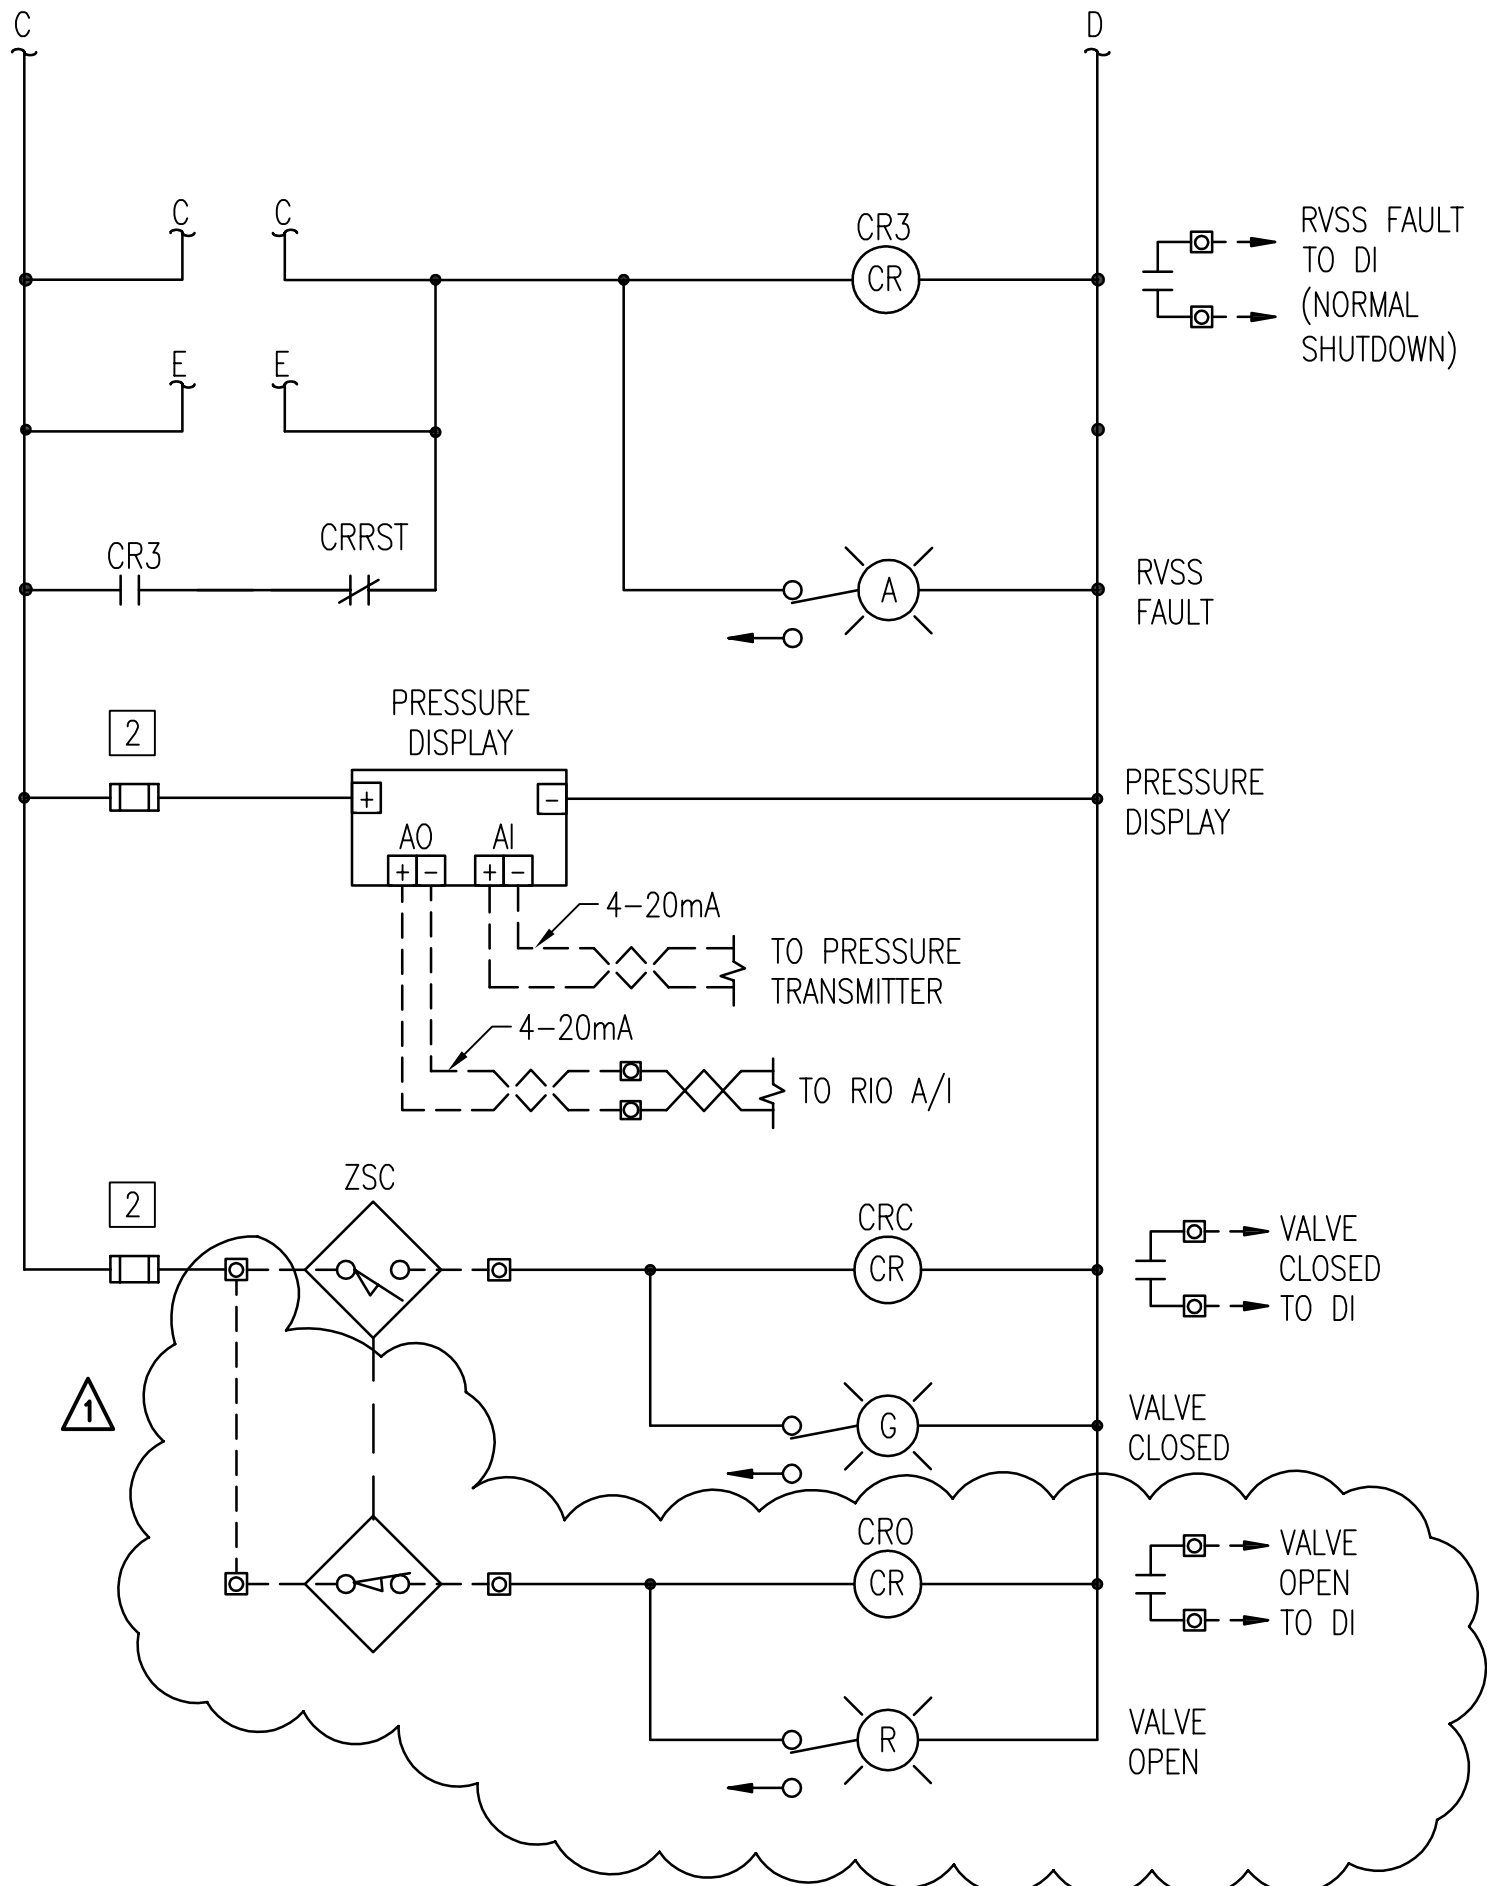 C
D
C
C
CR3
CR
RVSS FAULT
TO DI
(NORMAL
SHUTDOWN)
E
E
CR3
CRRST
A
RVSS
FAULT
PRESSURE
DISPLAY
2
+
−
AO
AI
+ −
+ −
PRESSURE
DISPLAY
4-20mA
TO PRESSURE
TRANSMITTER
4-20mA
TO RIO A/I
ZSC
2
CRC
CR
VALVE
CLOSED
TO DI
1
G
VALVE
CLOSED
CRO
CR
VALVE
OPEN
TO DI
R
VALVE
OPEN